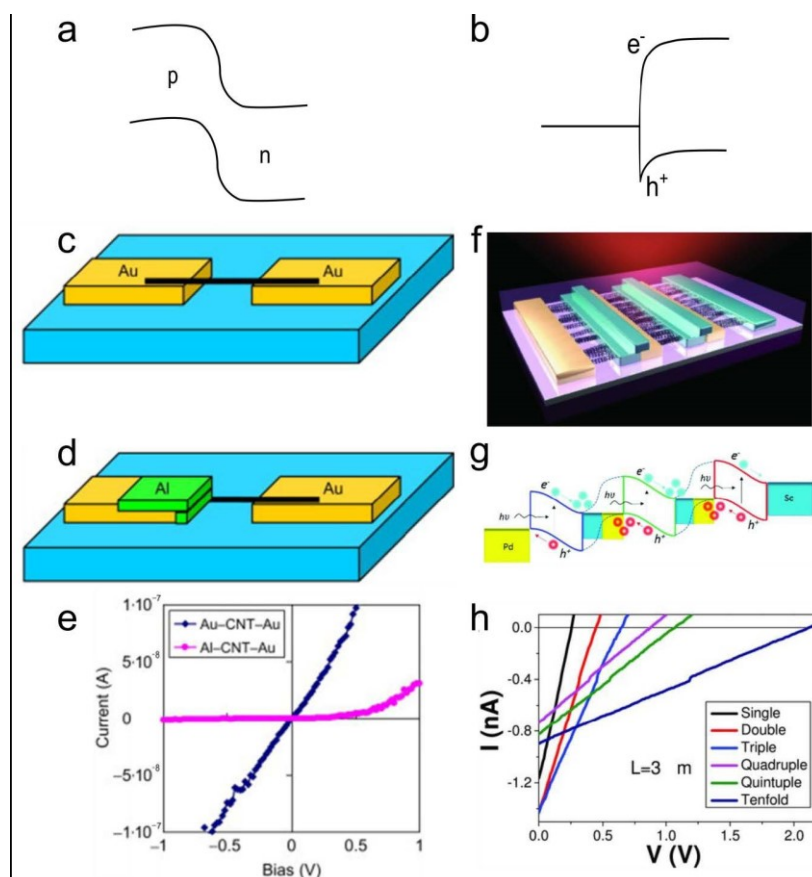 a
p
n
b
e-
h+
c
Au
Au
d
Al
Au
e
1·10-7
5·10-8
0
−5·10-8
−1·10-7
Current (A)
Au–CNT–Au
Al–CNT–Au
−1
−0.5
0
0.5
1
Bias (V)
f
g
e-
e-
e-
hυ
hυ
hυ
h+
h+
h+
Pd
Sc
h
0.0
-0.4
-0.8
-1.2
I (nA)
Single
Double
Triple
Quadruple
Quintuple
Tenfold
L=3 m
0.0
0.5
1.0
1.5
2.0
V (V)